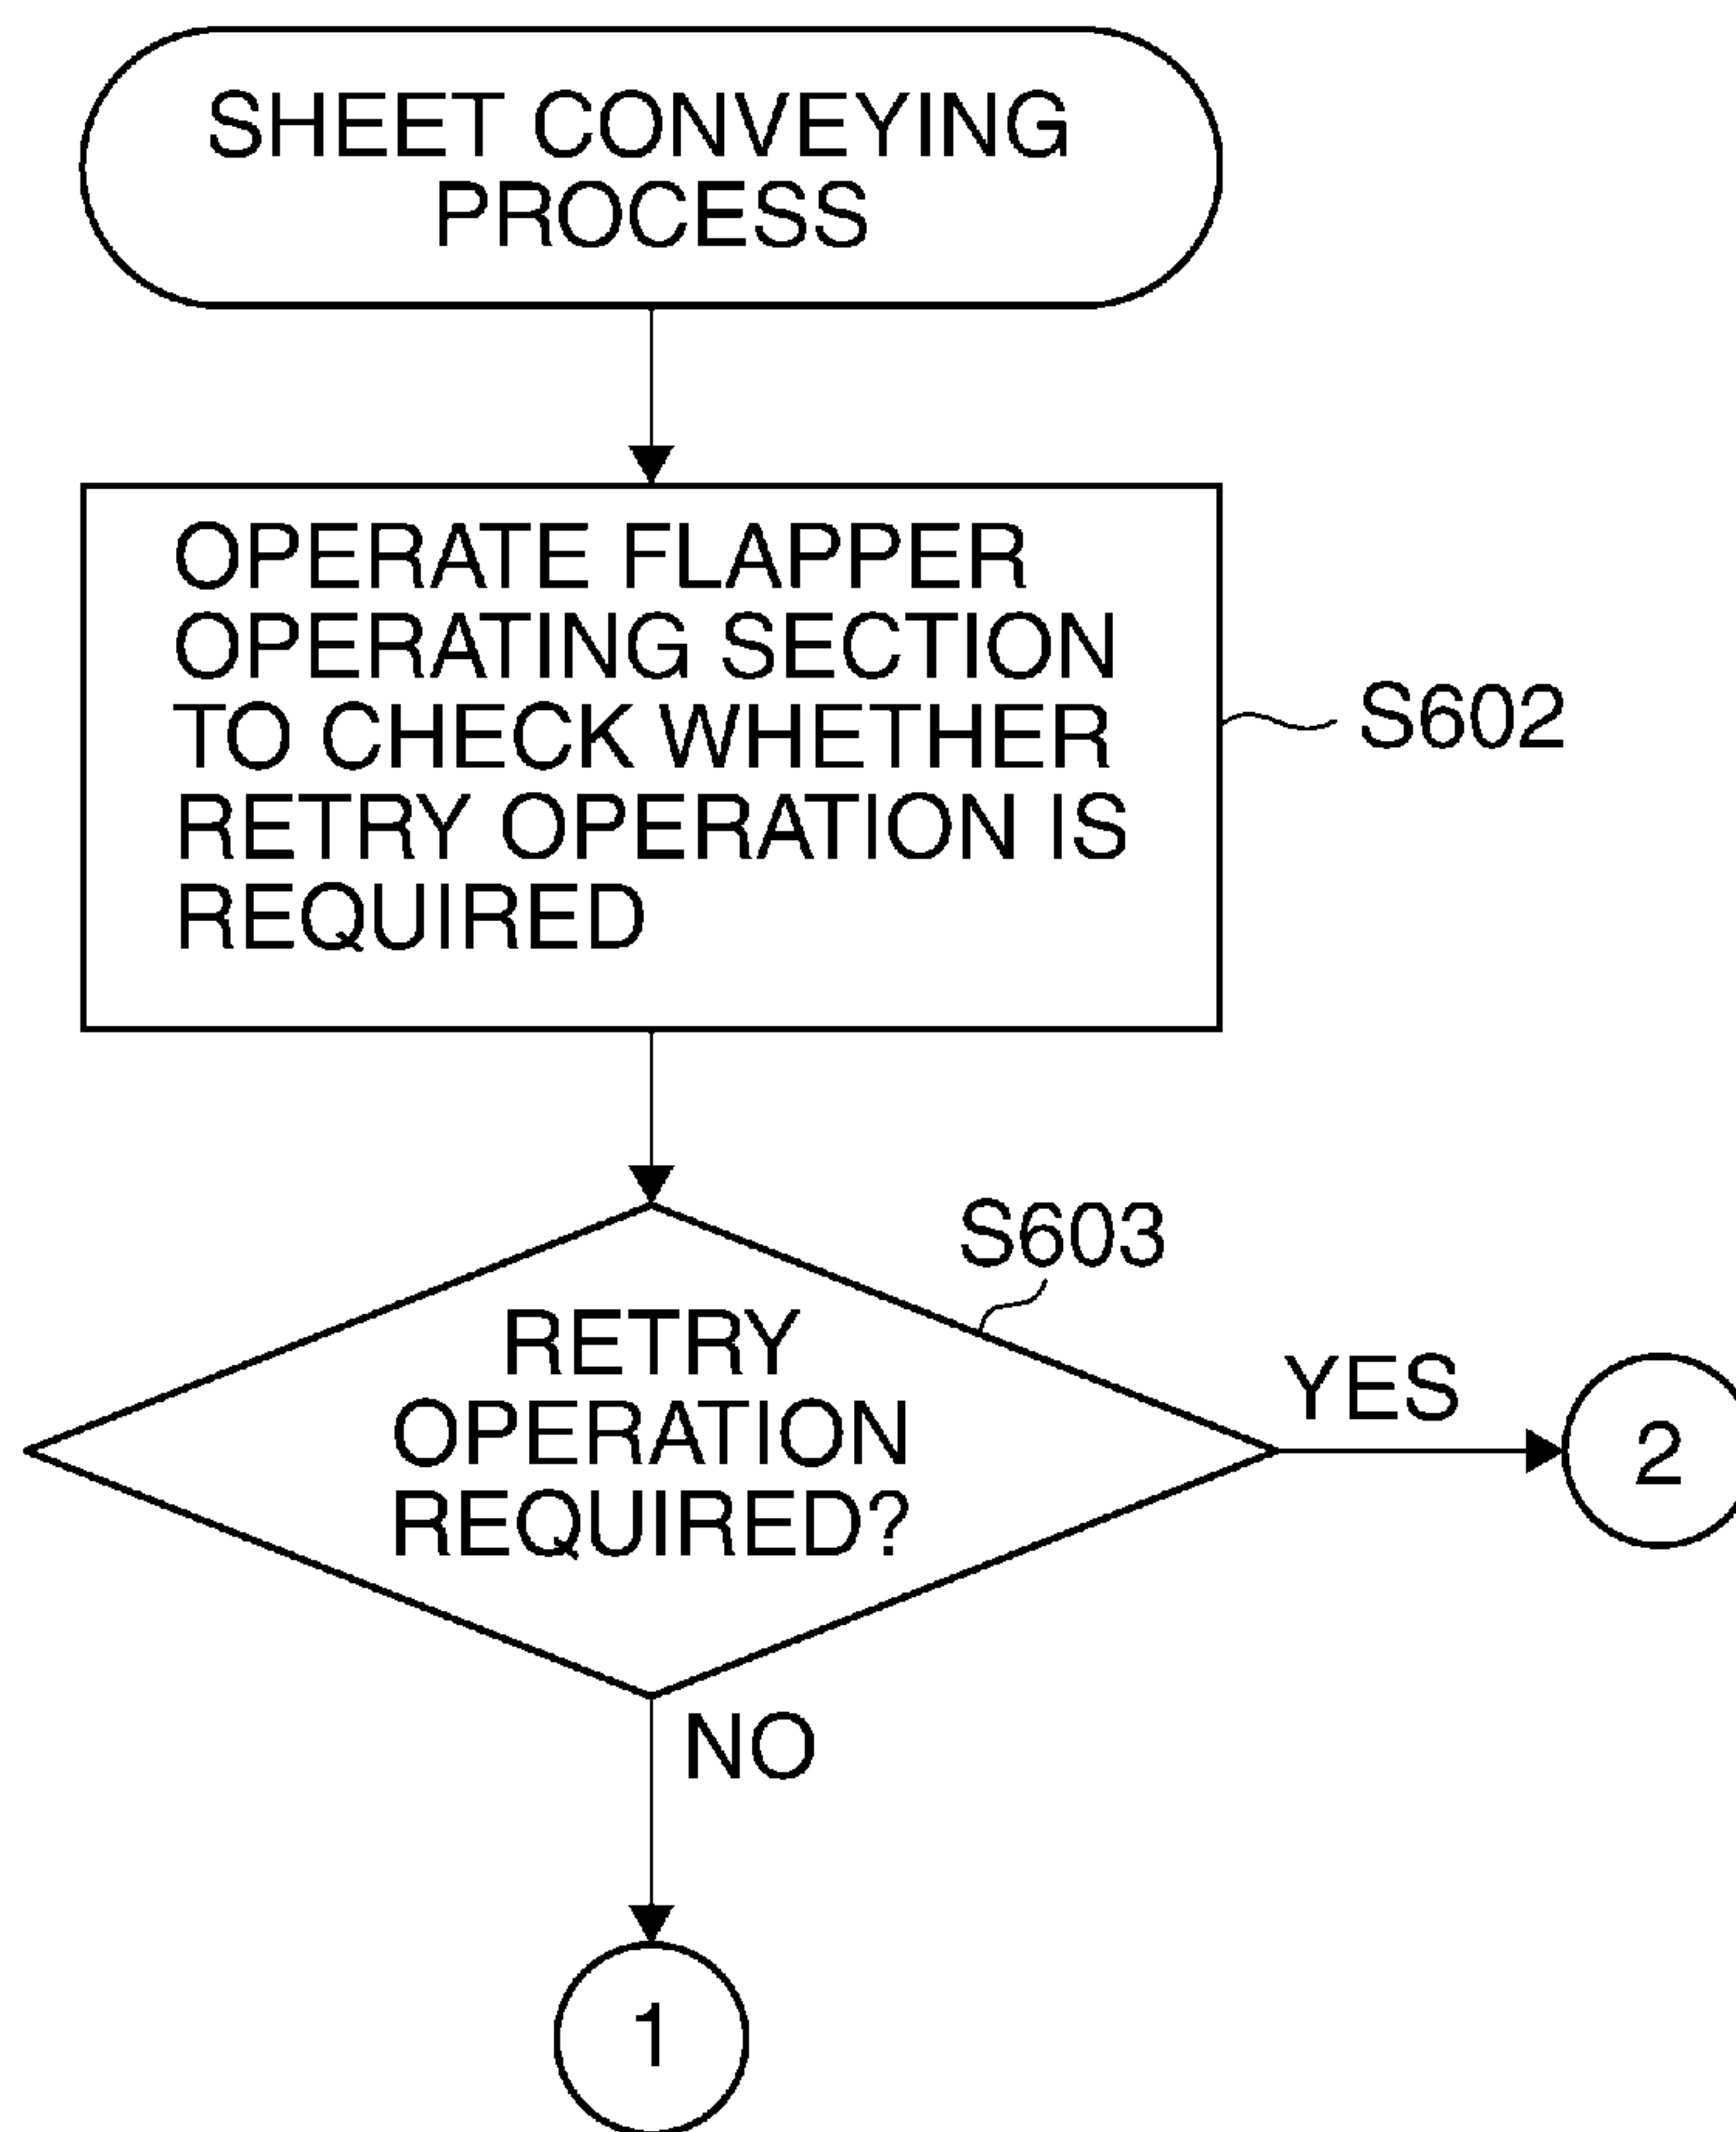 SHEET CONVEYING
PROCESS
OPERATE FLAPPER
OPERATING SECTION
TO CHECK WHETHER
RETRY OPERATION IS
REQUIRED
S602
S603
RETRY
OPERATION
REQUIRED?
YES
2
NO
1